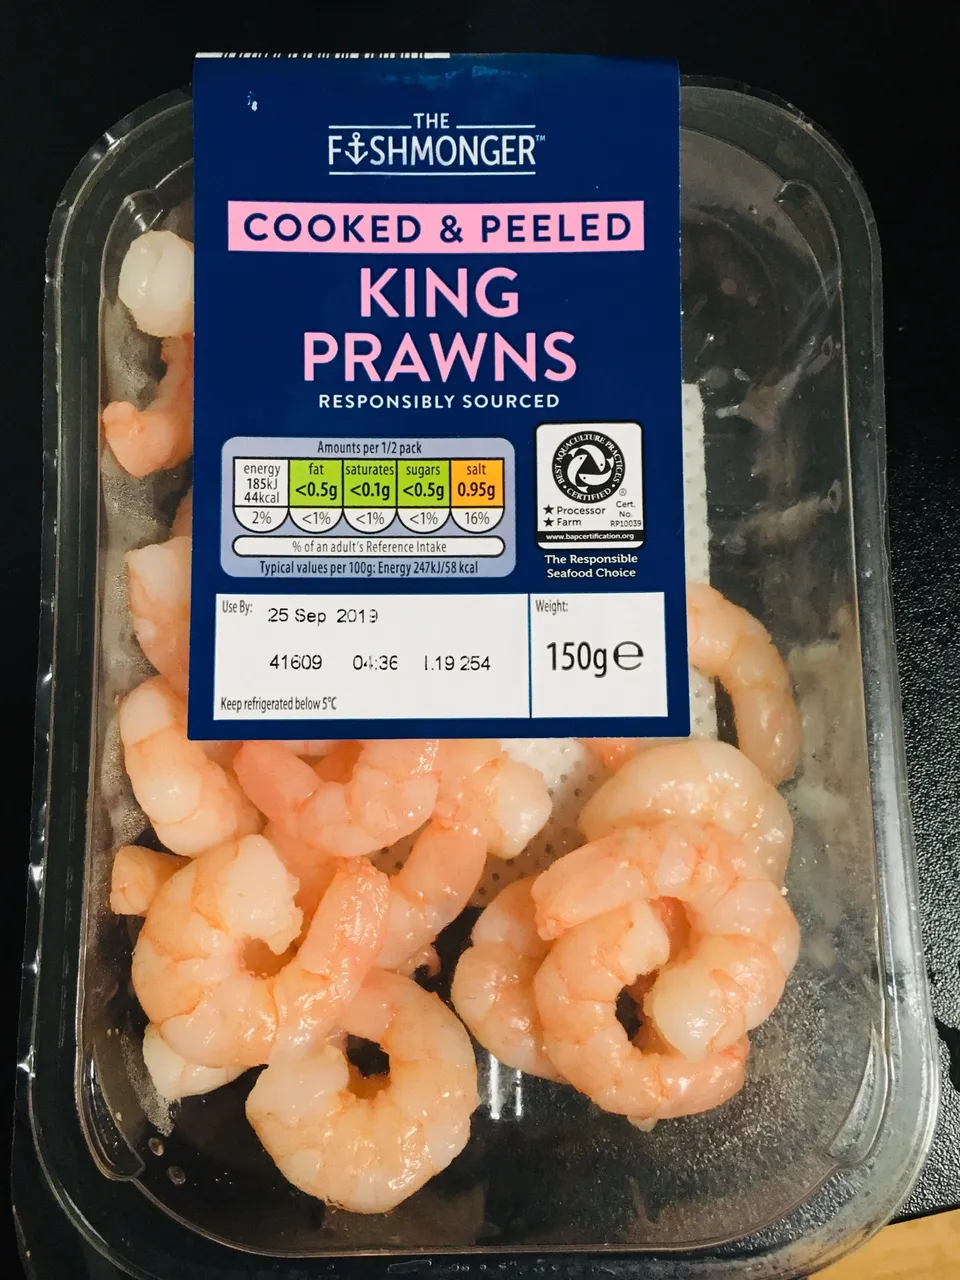 THE
FISHMONGER™
COOKED & PEELED
KING
PRAWNS
RESPONSIBLY SOURCED
Amounts per 1/2 pack
energy 185kJ 44kcal 2%
fat <0.5g <1%
saturates <0.1g <1%
sugars <0.5g <1%
salt 0.95g 16%
% of an adult's Reference Intake
Typical values per 100g: Energy 247kJ/58 kcal
BEST AQUACULTURE PRACTICES
• CERTIFIED •
®
★ Processor
★ Farm
Cert.
No.
RP10039
www.bapcertification.org
The Responsible
Seafood Choice
Use By: 25 Sep 2019
41609 04:36 L19 254
Keep refrigerated below 5°C
Weight:
150g℮